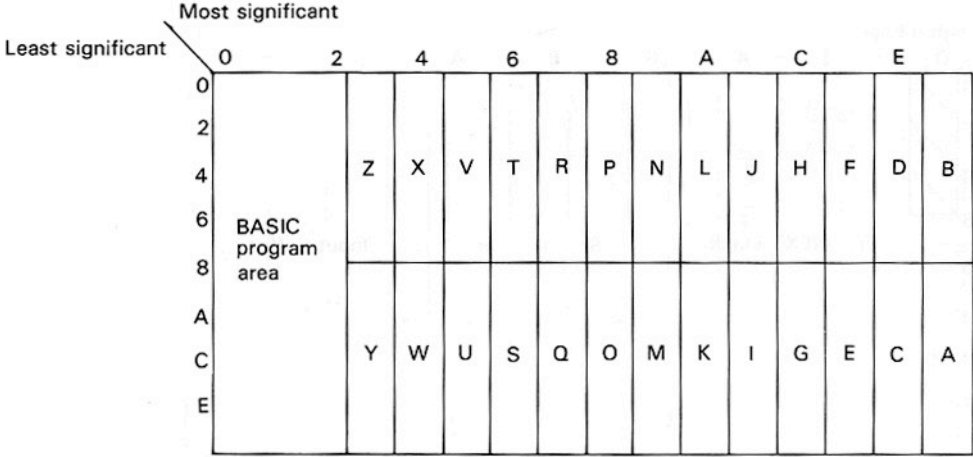 Most significant
Least significant
0 2 4 6 8 A C E
0
2
4
6
8
A
C
E
Z X V T R P N L J H F D B
BASIC
program
area
Y W U S Q O M K I G E C A